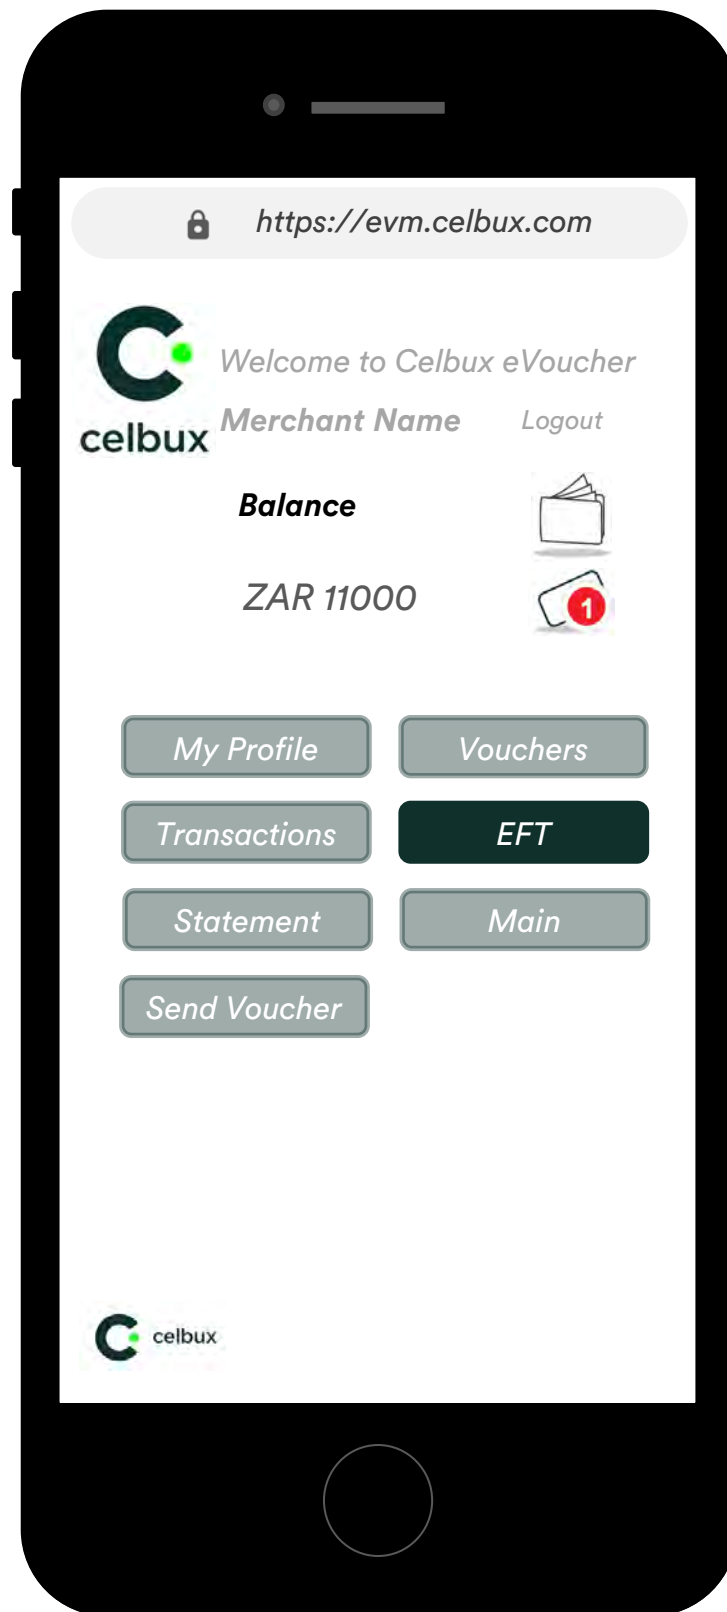 https://evm.celbux.com
Welcome to Celbux eVoucher
celbux
Merchant Name Logout
Balance
ZAR 11000
1
My Profile Vouchers
Transactions EFT
Statement Main
Send Voucher
celbux